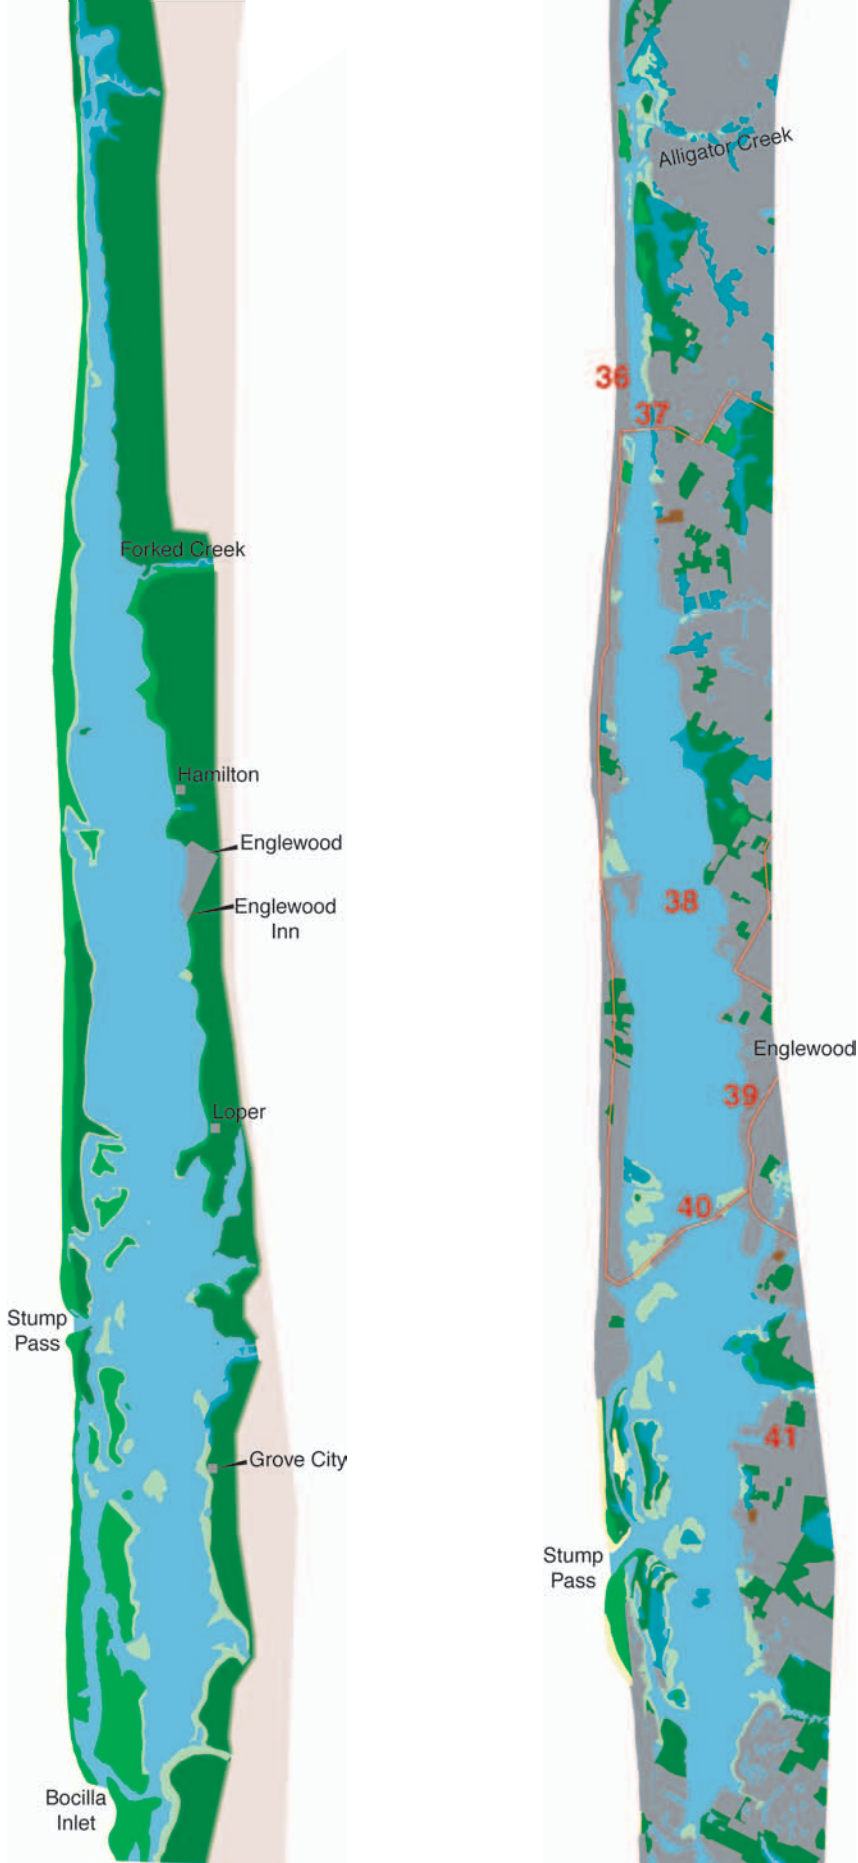 Forked Creek
Hamilton
Englewood
Englewood
Inn
Loper
Stump
Pass
Grove City
Bocilla
Inlet
Alligator Creek
36
37
38
Englewood
39
40
41
Stump
Pass